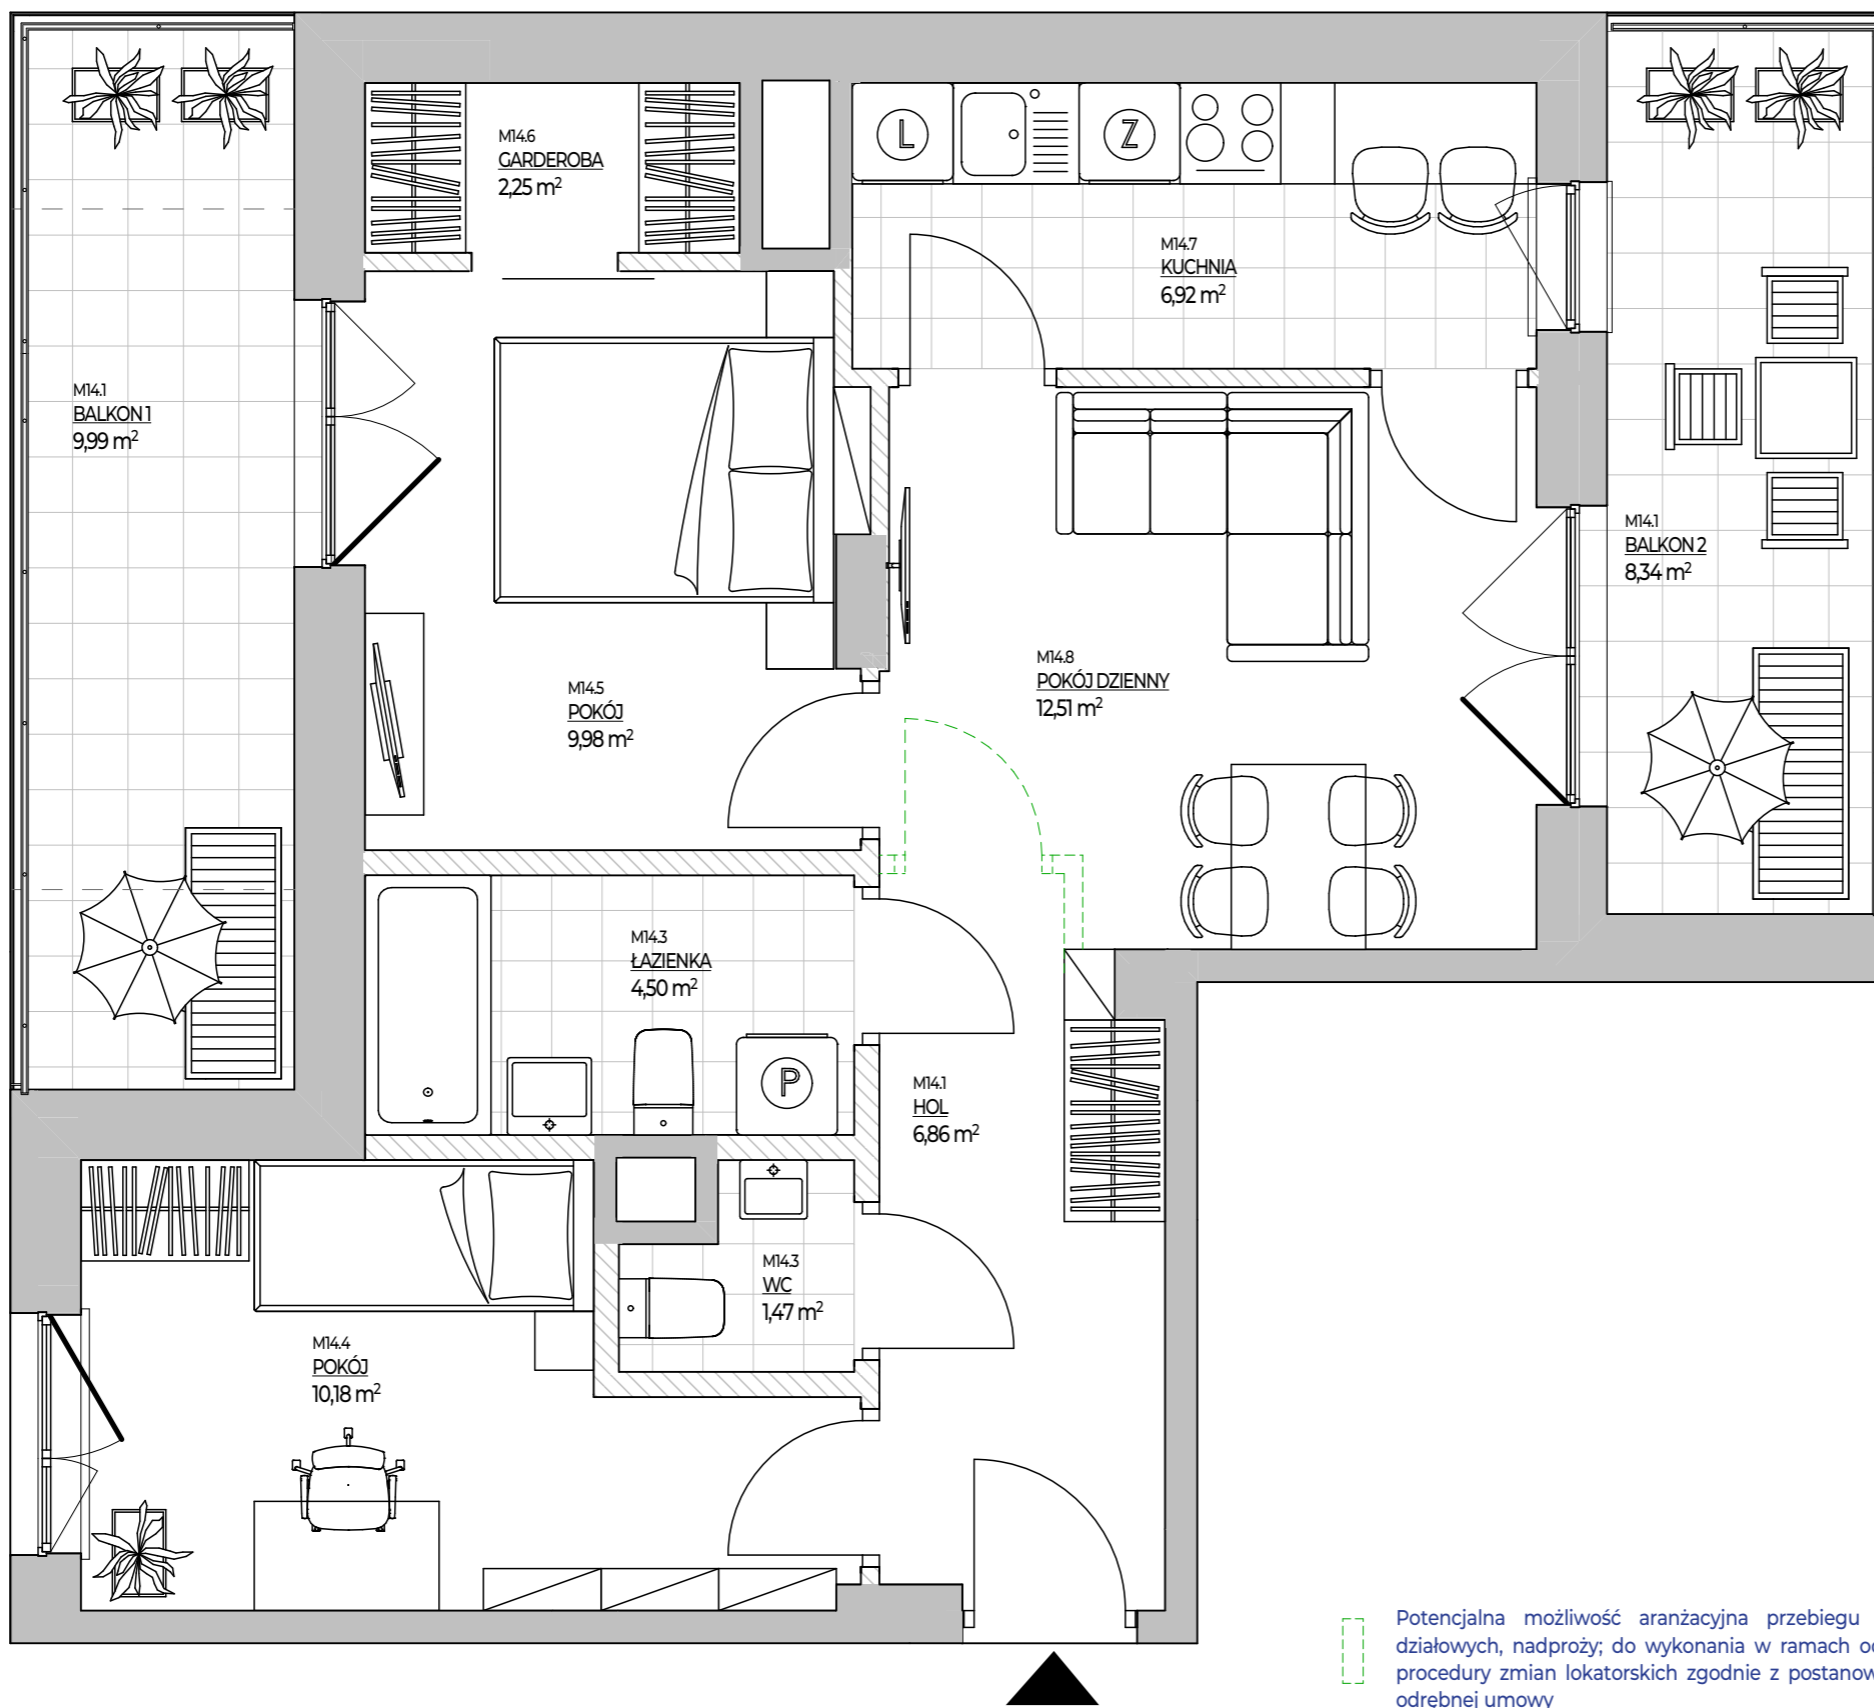 M14.6
GARDEROBA
2,25 m²
L
Z
M14.7
KUCHNIA
6,92 m²
M14.1
BALKON 1
9,99 m²
M14.1
BALKON 2
8,34 m²
M14.8
POKÓJ DZIENNY
12,51 m²
M14.5
POKÓJ
9,98 m²
M14.3
ŁAZIENKA
4,50 m²
P
M14.1
HOL
6,86 m²
M14.3
WC
1,47 m²
M14.4
POKÓJ
10,18 m²
Potencjalna możliwość aranżacyjna przebiegu
działowych, nadproży; do wykonania w ramach
procedury zmian lokatorskich zgodnie z
odrębnej umowy